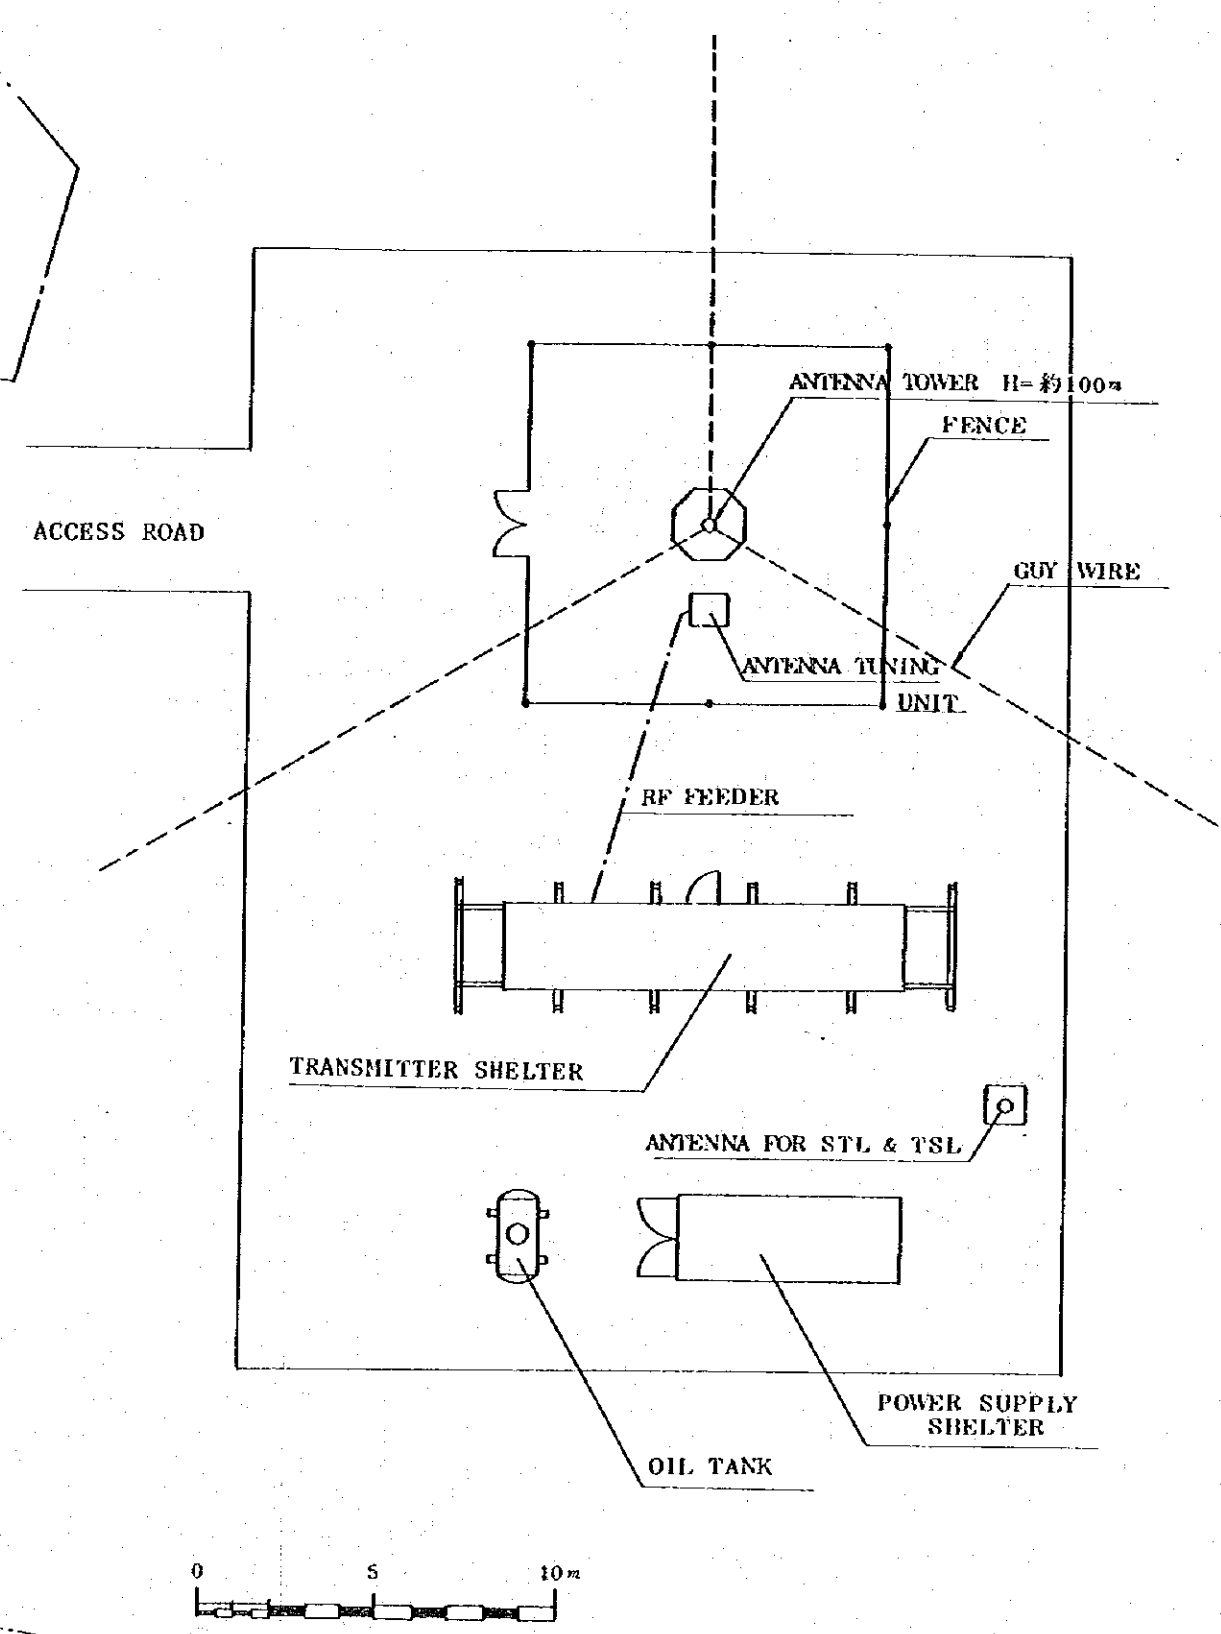 ANTENNA TOWER H=約100m
FENCE
ACCESS ROAD
GUY WIRE
ANTENNA TUNING
UNIT
RF FEEDER
TRANSMITTER SHELTER
ANTENNA FOR STL & TSL
POWER SUPPLY
SHELTER
OIL TANK
0 5 10m